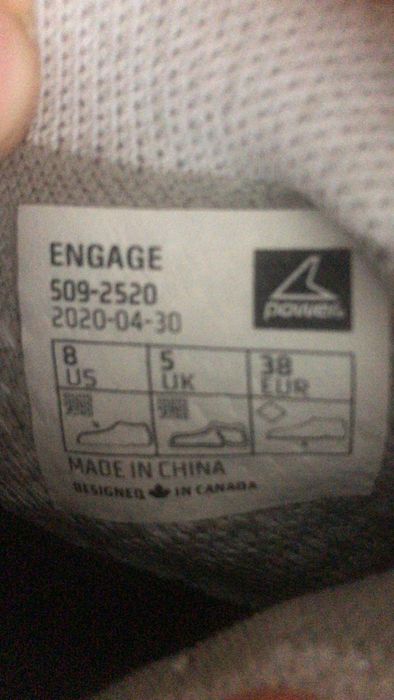 ENGAGE
509-2520
2020-04-30
power
8 US
5 UK
38 EUR
MADE IN CHINA
DESIGNED IN CANADA